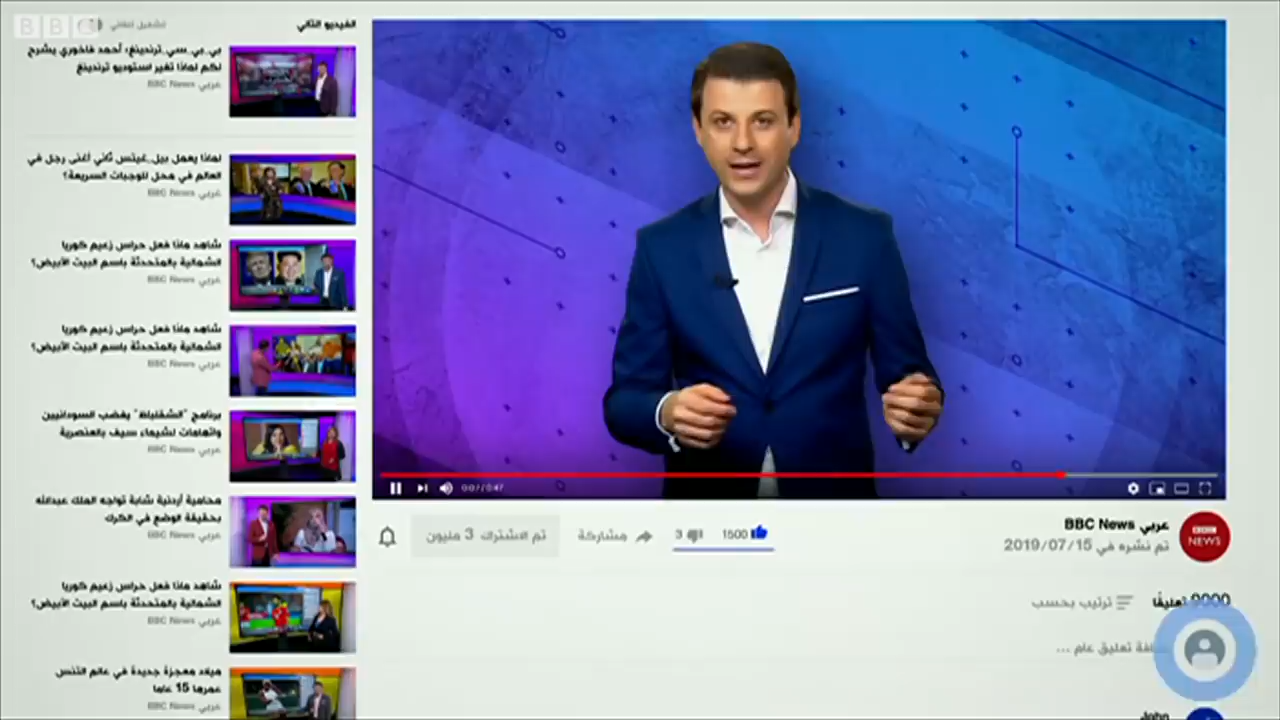 BBC
تشغيل تلقائي
الفيديو التالي
بي.بي.سي.ترندينغ: أحمد فاخوري يشرح
لكم لماذا تغير استوديو ترندينغ
BBC News عربي
لماذا يعمل بيل.غيتس ثاني أغنى رجل في
العالم في محل للوجبات السريعة؟
BBC News عربي
شاهد ماذا فعل حراس زعيم كوريا
الشمالية بالمتحدثة باسم البيت الأبيض؟
BBC News عربي
شاهد ماذا فعل حراس زعيم كوريا
الشمالية بالمتحدثة باسم البيت الأبيض؟
BBC News عربي
برنامج "الشقلباظ" يغضب السودانيين
واتهامات لشيماء سيف بالعنصرية
BBC News عربي
محامية أردنية شابة تواجه الملك عبدالله
بحقيقة الوضع في الكرك
BBC News عربي
شاهد ماذا فعل حراس زعيم كوريا
الشمالية بالمتحدثة باسم البيت الأبيض؟
BBC News عربي
ميلاد معجزة جديدة في عالم التنس
عمرها 15 عاما
BBC News عربي
BBC
NEWS
BBC News عربي
تم نشره في 2019/07/15
1500
3
مشاركة
تم الاشتراك 3 مليون
9000 تعليقًا
ترتيب بحسب
تعليق عام ...
John